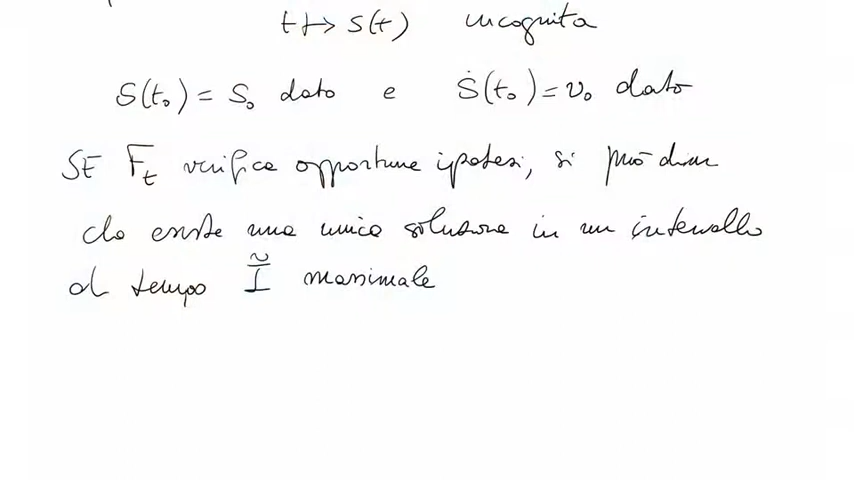 t ↦ s(t) incognita
S(t₀) = S₀ dato e Ṡ(t₀) = v₀ dato
SE F_t verifica opportune ipotesi, si può dire
che esiste una unica soluzione in un intervallo
di tempo Ĩ massimale